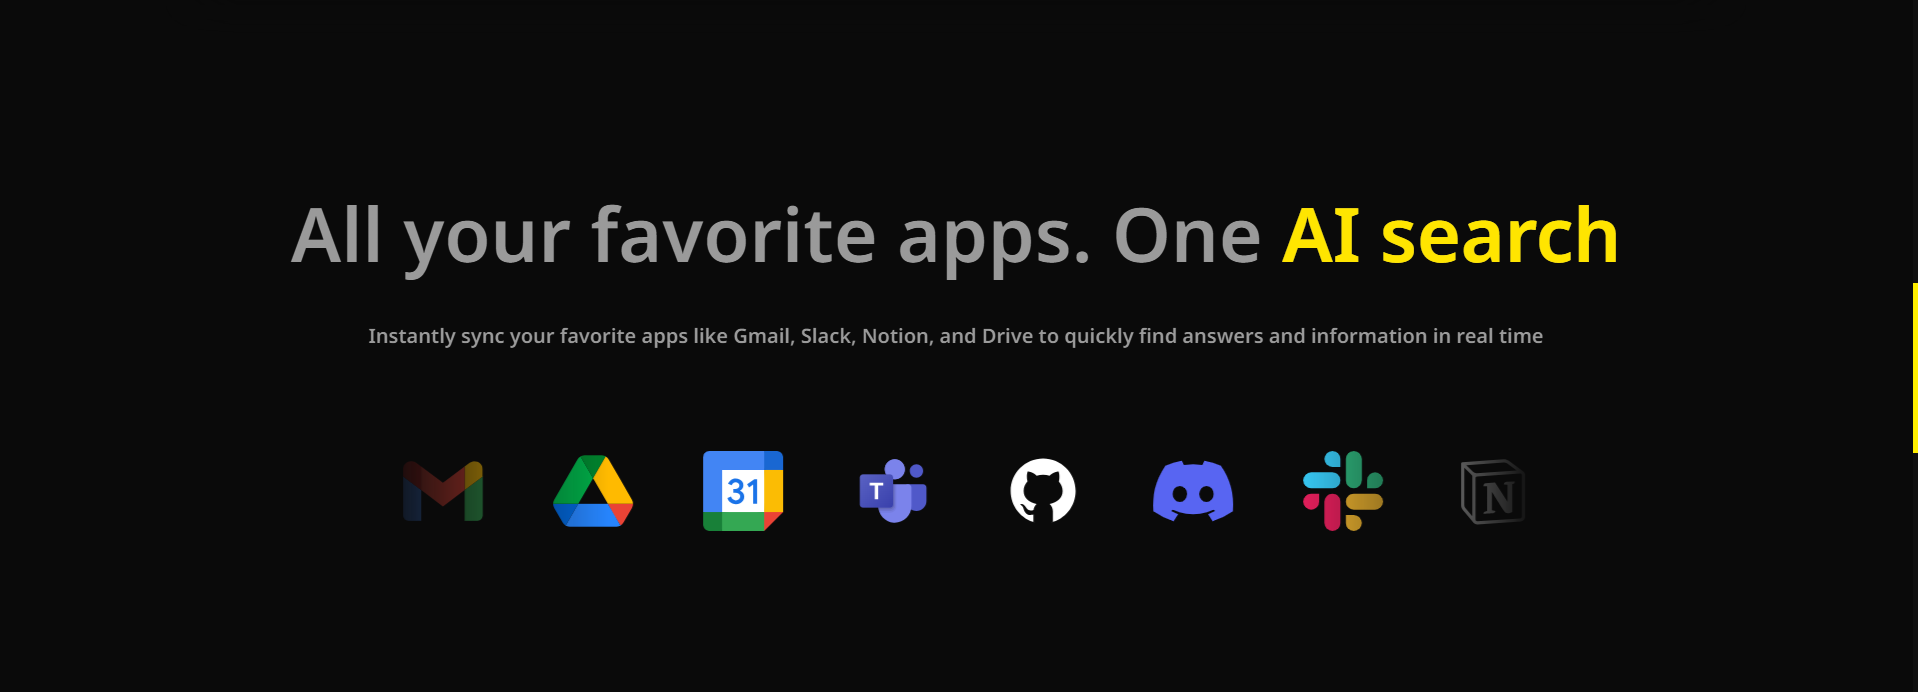 All your favorite apps. One AI search
Instantly sync your favorite apps like Gmail, Slack, Notion, and Drive to quickly find answers and information in real time
31
T
N